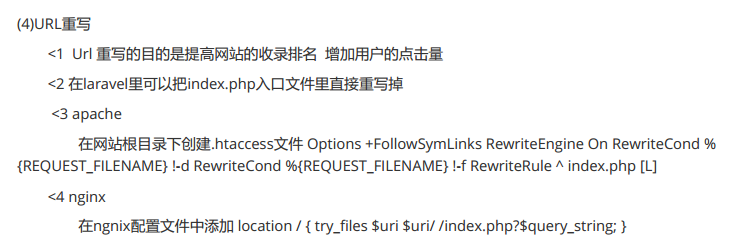 (4)URL重写
<1 Url 重写的目的是提高网站的收录排名 增加用户的点击量
<2 在laravel里可以把index.php入口文件里直接重写掉
<3 apache
在网站根目录下创建.htaccess文件 Options +FollowSymLinks RewriteEngine On RewriteCond %
{REQUEST_FILENAME} !-d RewriteCond %{REQUEST_FILENAME} !-f RewriteRule ^ index.php [L]
<4 nginx
在ngnix配置文件中添加 location / { try_files $uri $uri/ /index.php?$query_string; }